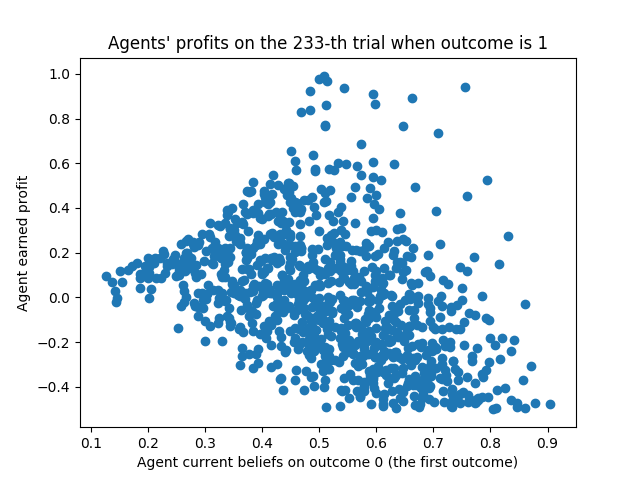 Agents' profits on the 233-th trial when outcome is 1
1.0
0.8
0.6
0.4
0.2
0.0
−0.2
−0.4
Agent earned profit
0.1 0.2 0.3 0.4 0.5 0.6 0.7 0.8 0.9
Agent current beliefs on outcome 0 (the first outcome)